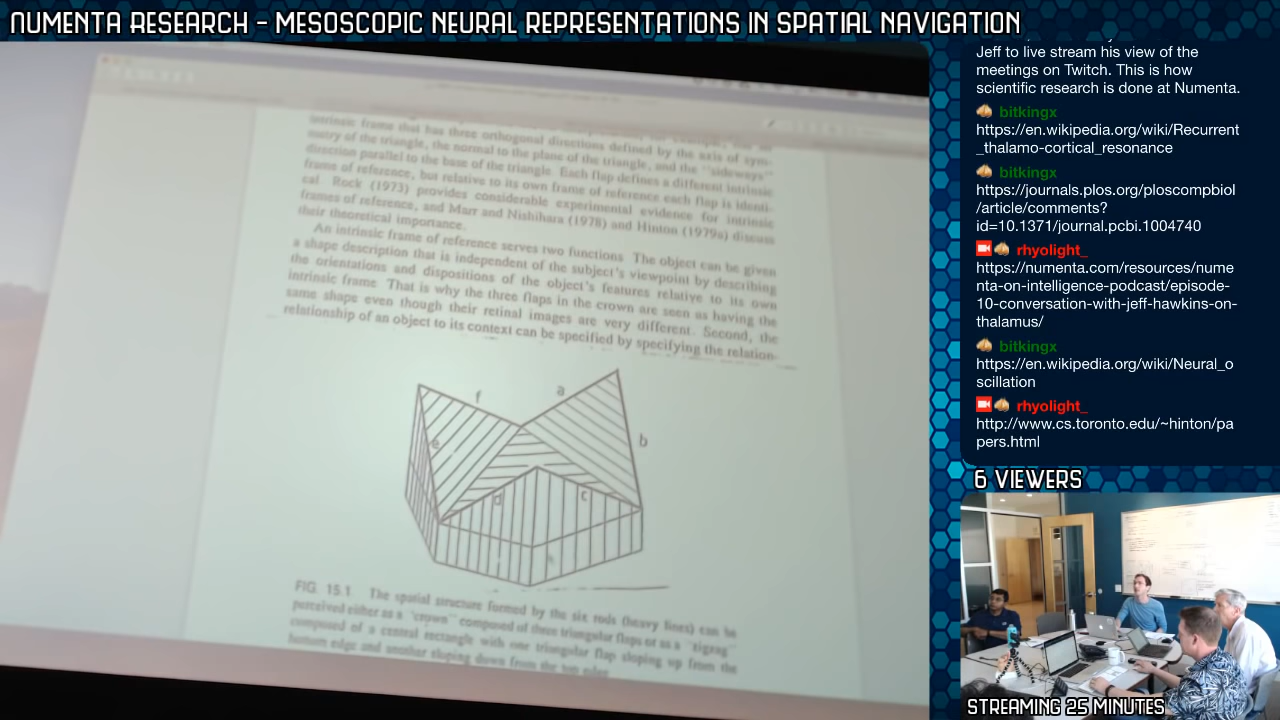 NUMENTA RESEARCH - MESOSCOPIC NEURAL REPRESENTATIONS IN SPATIAL NAVIGATION
intrinsic frame that has three orthogonal directions defined by the axis of sym-
metry of the triangle, the normal to the plane of the triangle, and the "sideways"
direction parallel to the base of the triangle. Each flap defines a different intrinsic
frame of reference, but relative to its own frame of reference each flap is identi-
cal. Rock (1973) provides considerable experimental evidence for intrinsic
frames of reference, and Marr and Nishihara (1978) and Hinton (1979a) discuss
their theoretical importance.
An intrinsic frame of reference serves two functions. The object can be given
a shape description that is independent of the subject's viewpoint by describing
the orientations and dispositions of the object's features relative to its own
intrinsic frame. That is why the three flaps in the crown are seen as having the
same shape even though their retinal images are very different. Second, the
relationship of an object to its context can be specified by specifying the relation-
f
a
e
b
d
c
FIG. 15.1. The spatial structure formed by the six rods (heavy lines) can be
perceived either as a "crown" composed of three triangular flaps or as a "zigzag"
composed of a central rectangle with one triangular flap sloping up from the
bottom edge and another sloping down from the top edge.
Jeff to live stream his view of the
meetings on Twitch. This is how
scientific research is done at Numenta.
bitkingx
https://en.wikipedia.org/wiki/Recurrent
_thalamo-cortical_resonance
bitkingx
https://journals.plos.org/ploscompbiol
/article/comments?
id=10.1371/journal.pcbi.1004740
rhyolight_
https://numenta.com/resources/nume
nta-on-intelligence-podcast/episode-
10-conversation-with-jeff-hawkins-on-
thalamus/
bitkingx
https://en.wikipedia.org/wiki/Neural_o
scillation
rhyolight_
http://www.cs.toronto.edu/~hinton/pa
pers.html
6 VIEWERS
STREAMING 25 MINUTES